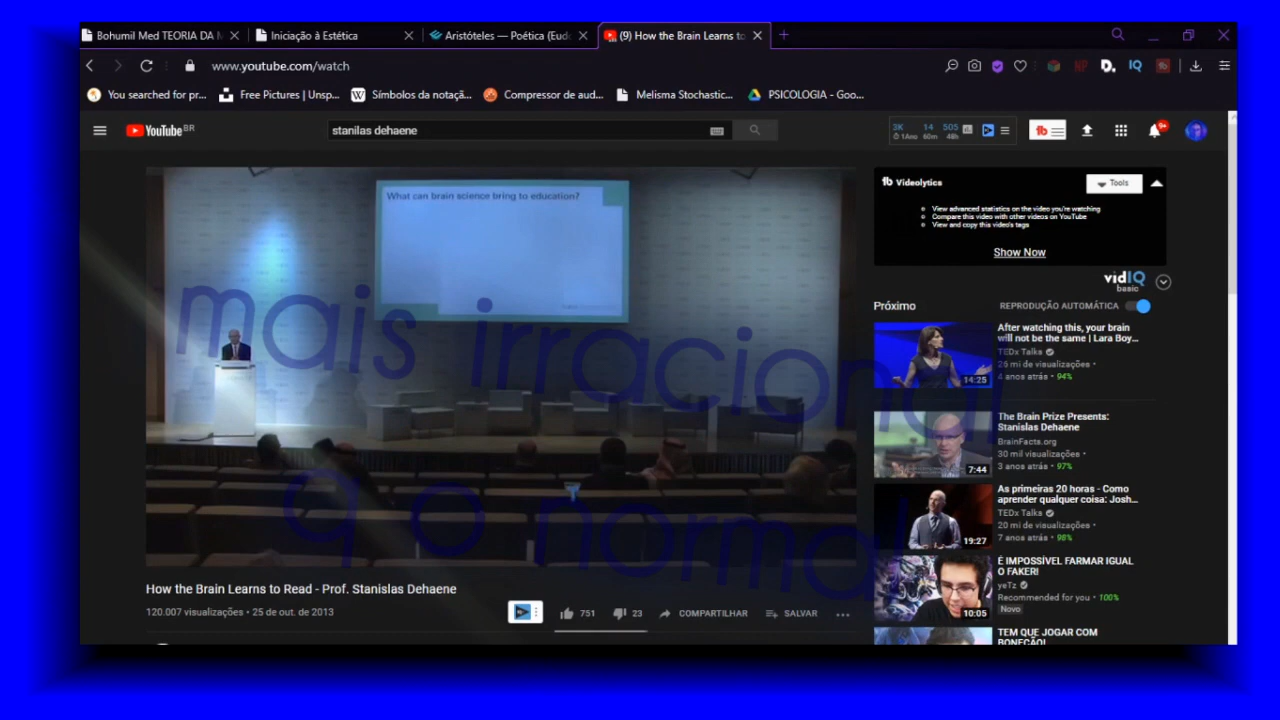 Bohumil Med TEORIA DA M
Iniciação à Estética
Aristóteles — Poética (Eud
(9) How the Brain Learns to
www.youtube.com/watch
You searched for pr...
Free Pictures | Unsp...
Símbolos da notaçã...
Compressor de aud...
Melisma Stochastic...
PSICOLOGIA - Goo...
YouTube BR
stanilas dehaene
3K 14 505
1Ano 60m 48h
9+
What can brain science bring to education?
mais irracional
q o normal
How the Brain Learns to Read - Prof. Stanislas Dehaene
120.007 visualizações • 25 de out. de 2013
751
23
COMPARTILHAR
SALVAR
Videolytics
Tools
View advanced statistics on the video you're watching
Compare this video with other videos on YouTube
View and copy this video's tags
Show Now
vidIQ
basic
Próximo
REPRODUÇÃO AUTOMÁTICA
After watching this, your brain
will not be the same | Lara Boy...
TEDx Talks
26 mi de visualizações •
4 anos atrás • 94%
14:25
The Brain Prize Presents:
Stanislas Dehaene
BrainFacts.org
30 mil visualizações •
3 anos atrás • 97%
7:44
As primeiras 20 horas - Como
aprender qualquer coisa: Josh...
TEDx Talks
20 mi de visualizações •
7 anos atrás • 98%
19:27
É IMPOSSÍVEL FARMAR IGUAL
O FAKER!
yeTz
Recommended for you • 100%
Novo
10:05
TEM QUE JOGAR COM
BONECÃO!